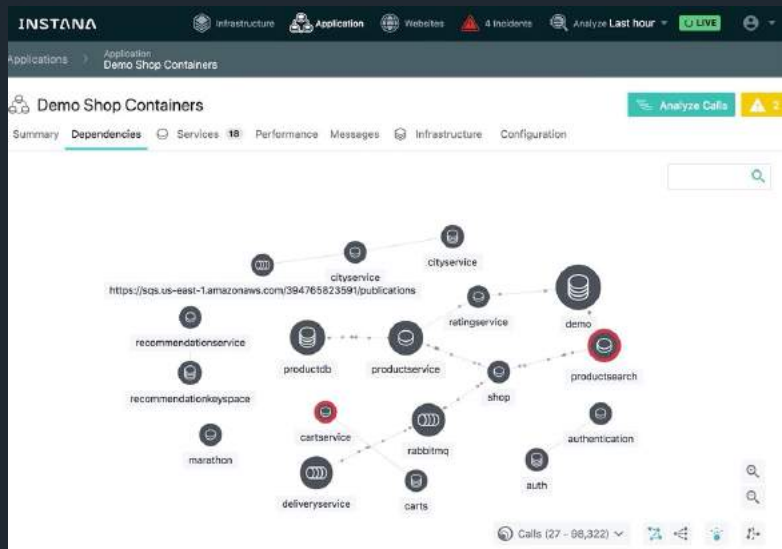 INSTANA
Infrastructure
Application
Websites
4 Incidents
Analyze Last hour
LIVE
Applications
Application
Demo Shop Containers
Demo Shop Containers
Analyze Calls
2
Summary
Dependencies
Services 18
Performance
Messages
Infrastructure
Configuration
cityservice
cityservice
https://sqs.us-east-1.amazonaws.com/394765823591/publications
ratingservice
demo
recommendationservice
productdb
productservice
productsearch
shop
recommendationkeyspace
cartservice
authentication
rabbitmq
marathon
auth
deliveryservice
carts
Calls (27 - 98,322)